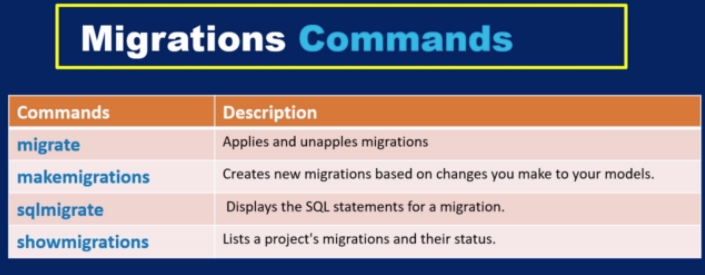 Migrations Commands
Commands Description
migrate Applies and unapples migrations
makemigrations Creates new migrations based on changes you make to your models.
sqlmigrate Displays the SQL statements for a migration.
showmigrations Lists a project's migrations and their status.